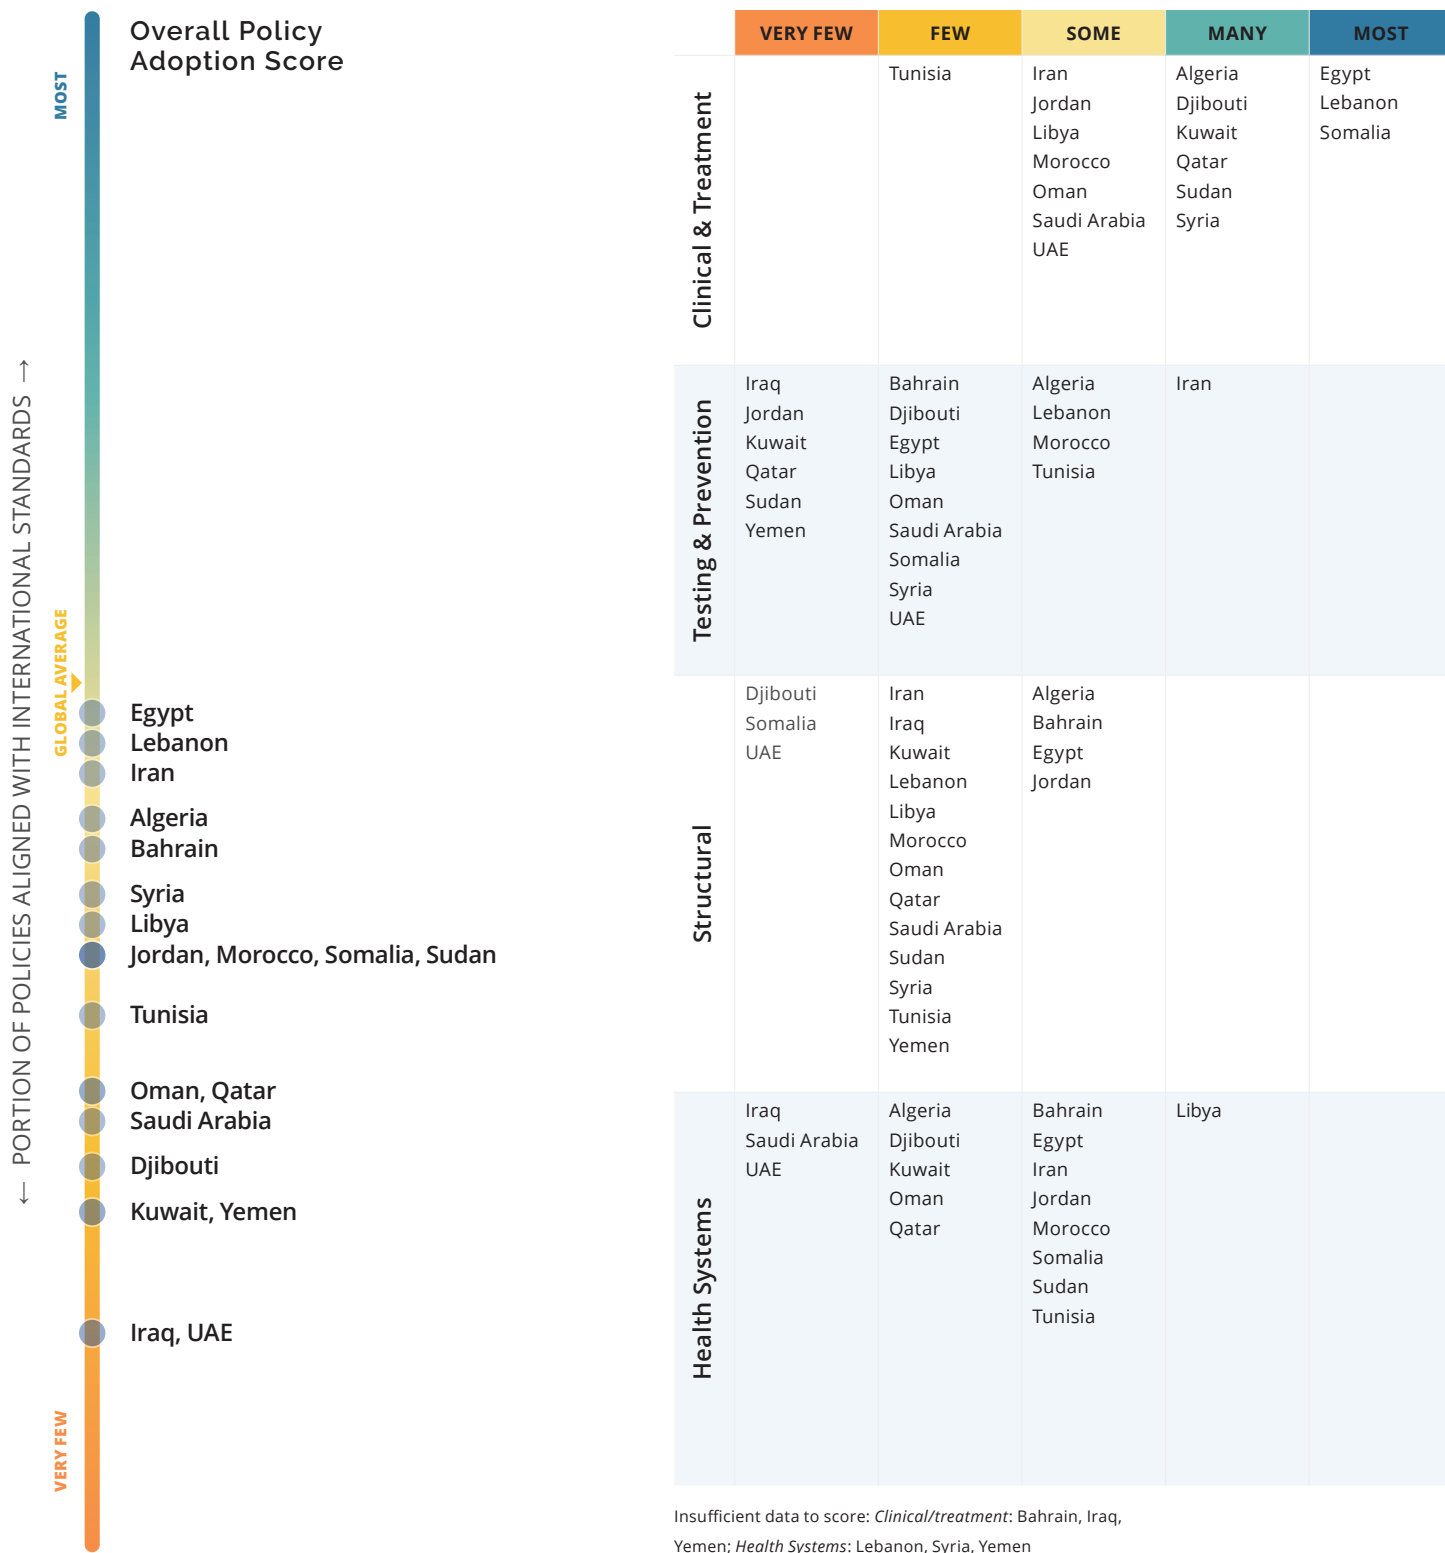 Overall Policy
Adoption Score
MOST
← PORTION OF POLICIES ALIGNED WITH INTERNATIONAL STANDARDS →
GLOBAL AVERAGE
VERY FEW
Egypt
Lebanon
Iran
Algeria
Bahrain
Syria
Libya
Jordan, Morocco, Somalia, Sudan
Tunisia
Oman, Qatar
Saudi Arabia
Djibouti
Kuwait, Yemen
Iraq, UAE
VERY FEW
FEW
SOME
MANY
MOST
Clinical & Treatment
Tunisia
Iran
Jordan
Libya
Morocco
Oman
Saudi Arabia
UAE
Algeria
Djibouti
Kuwait
Qatar
Sudan
Syria
Egypt
Lebanon
Somalia
Testing & Prevention
Iraq
Jordan
Kuwait
Qatar
Sudan
Yemen
Bahrain
Djibouti
Egypt
Libya
Oman
Saudi Arabia
Somalia
Syria
UAE
Algeria
Lebanon
Morocco
Tunisia
Iran
Structural
Djibouti
Somalia
UAE
Iran
Iraq
Kuwait
Lebanon
Libya
Morocco
Oman
Qatar
Saudi Arabia
Sudan
Syria
Tunisia
Yemen
Algeria
Bahrain
Egypt
Jordan
Health Systems
Iraq
Saudi Arabia
UAE
Algeria
Djibouti
Kuwait
Oman
Qatar
Bahrain
Egypt
Iran
Jordan
Morocco
Somalia
Sudan
Tunisia
Libya
Insufficient data to score: Clinical/treatment: Bahrain, Iraq,
Yemen; Health Systems: Lebanon, Syria, Yemen